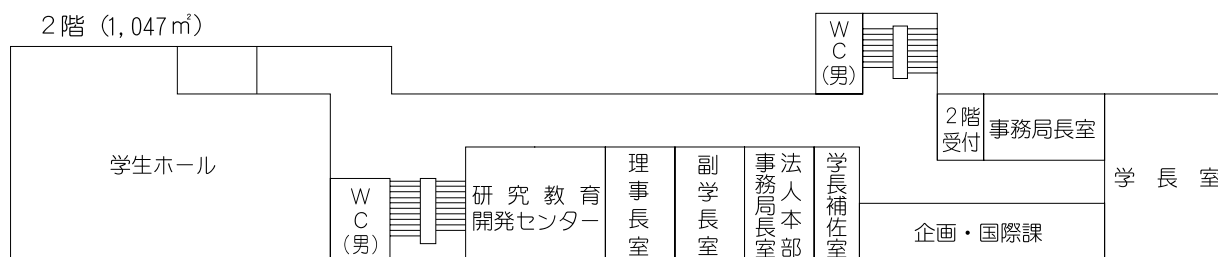 2階 (1,047㎡)
WC(男)
2階
受付
事務局長室
学生ホール
学長室
WC(男)
研究教育
開発センター
理事長室
副学長室
法人本部
事務局長室
学長補佐室
企画・国際課